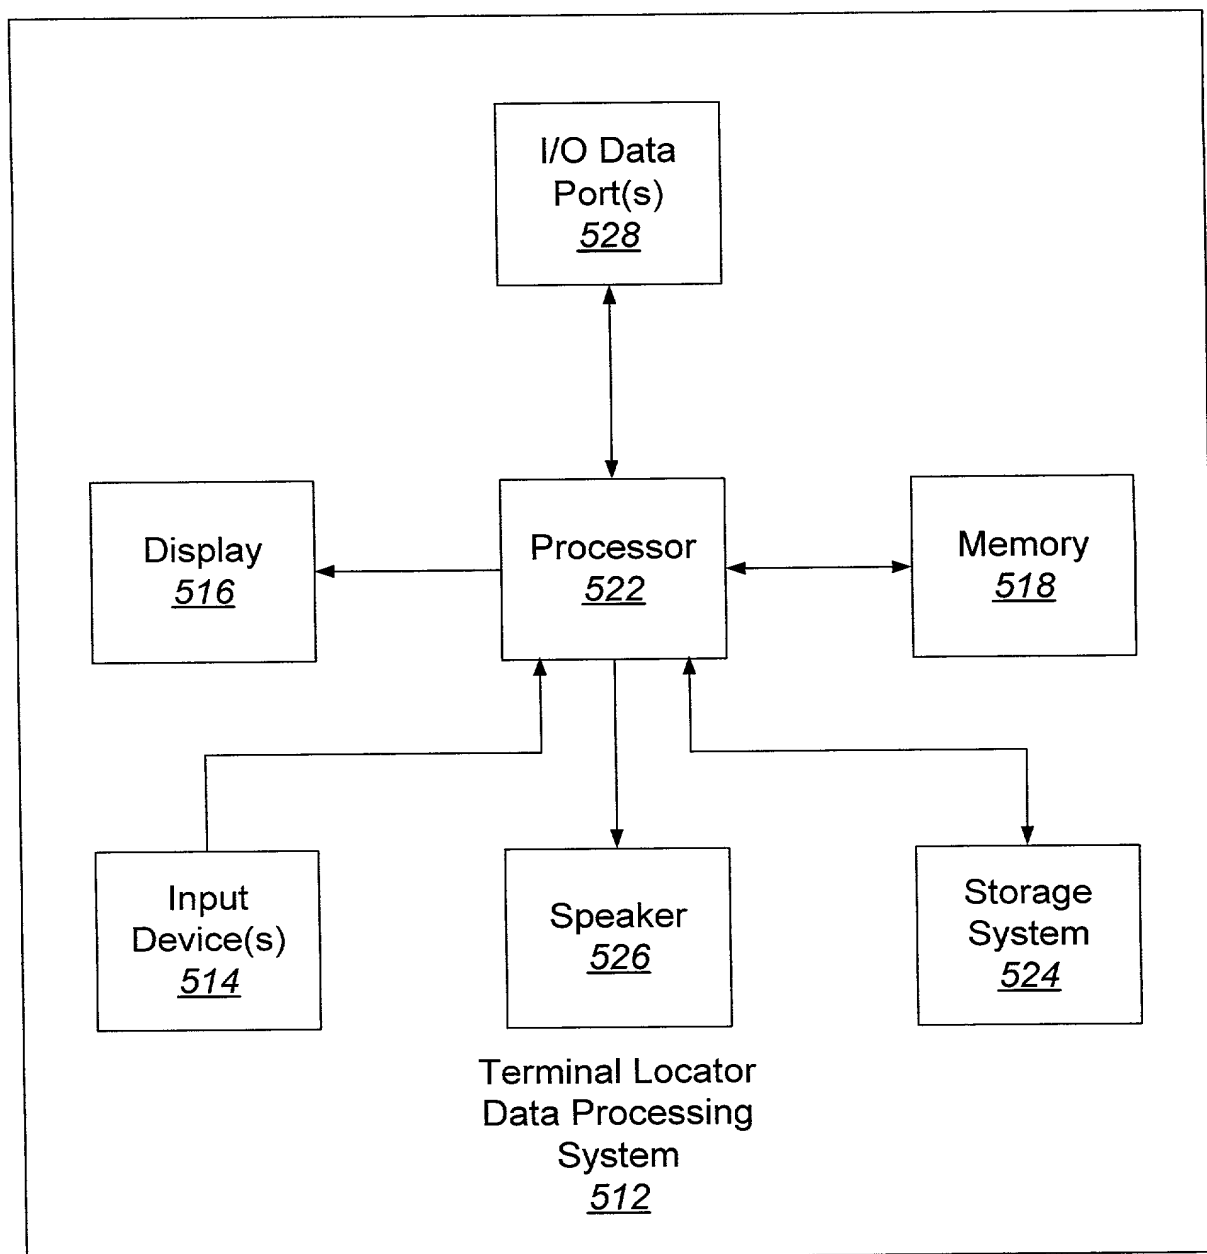 I/O Data
Port(s)
528
Display
516
Processor
522
Memory
518
Input
Device(s)
514
Speaker
526
Storage
System
524
Terminal Locator
Data Processing
System
512